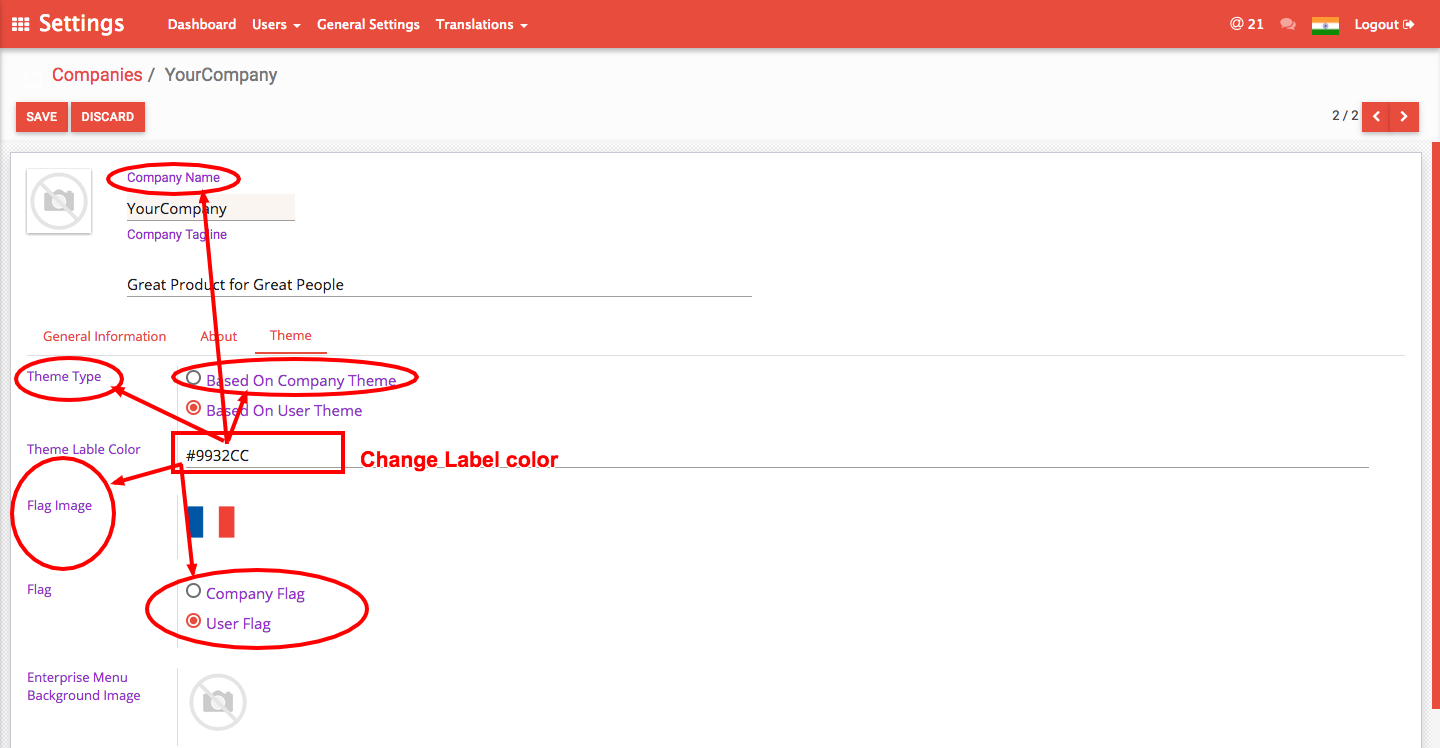 Settings Dashboard Users General Settings Translations @ 21 Logout
Companies / YourCompany
SAVE DISCARD
2 / 2
Company Name
YourCompany
Company Tagline
Great Product for Great People
General Information About Theme
Theme Type
Based On Company Theme
Based On User Theme
Theme Lable Color
#9932CC
Change Label color
Flag Image
Flag
Company Flag
User Flag
Enterprise Menu
Background Image